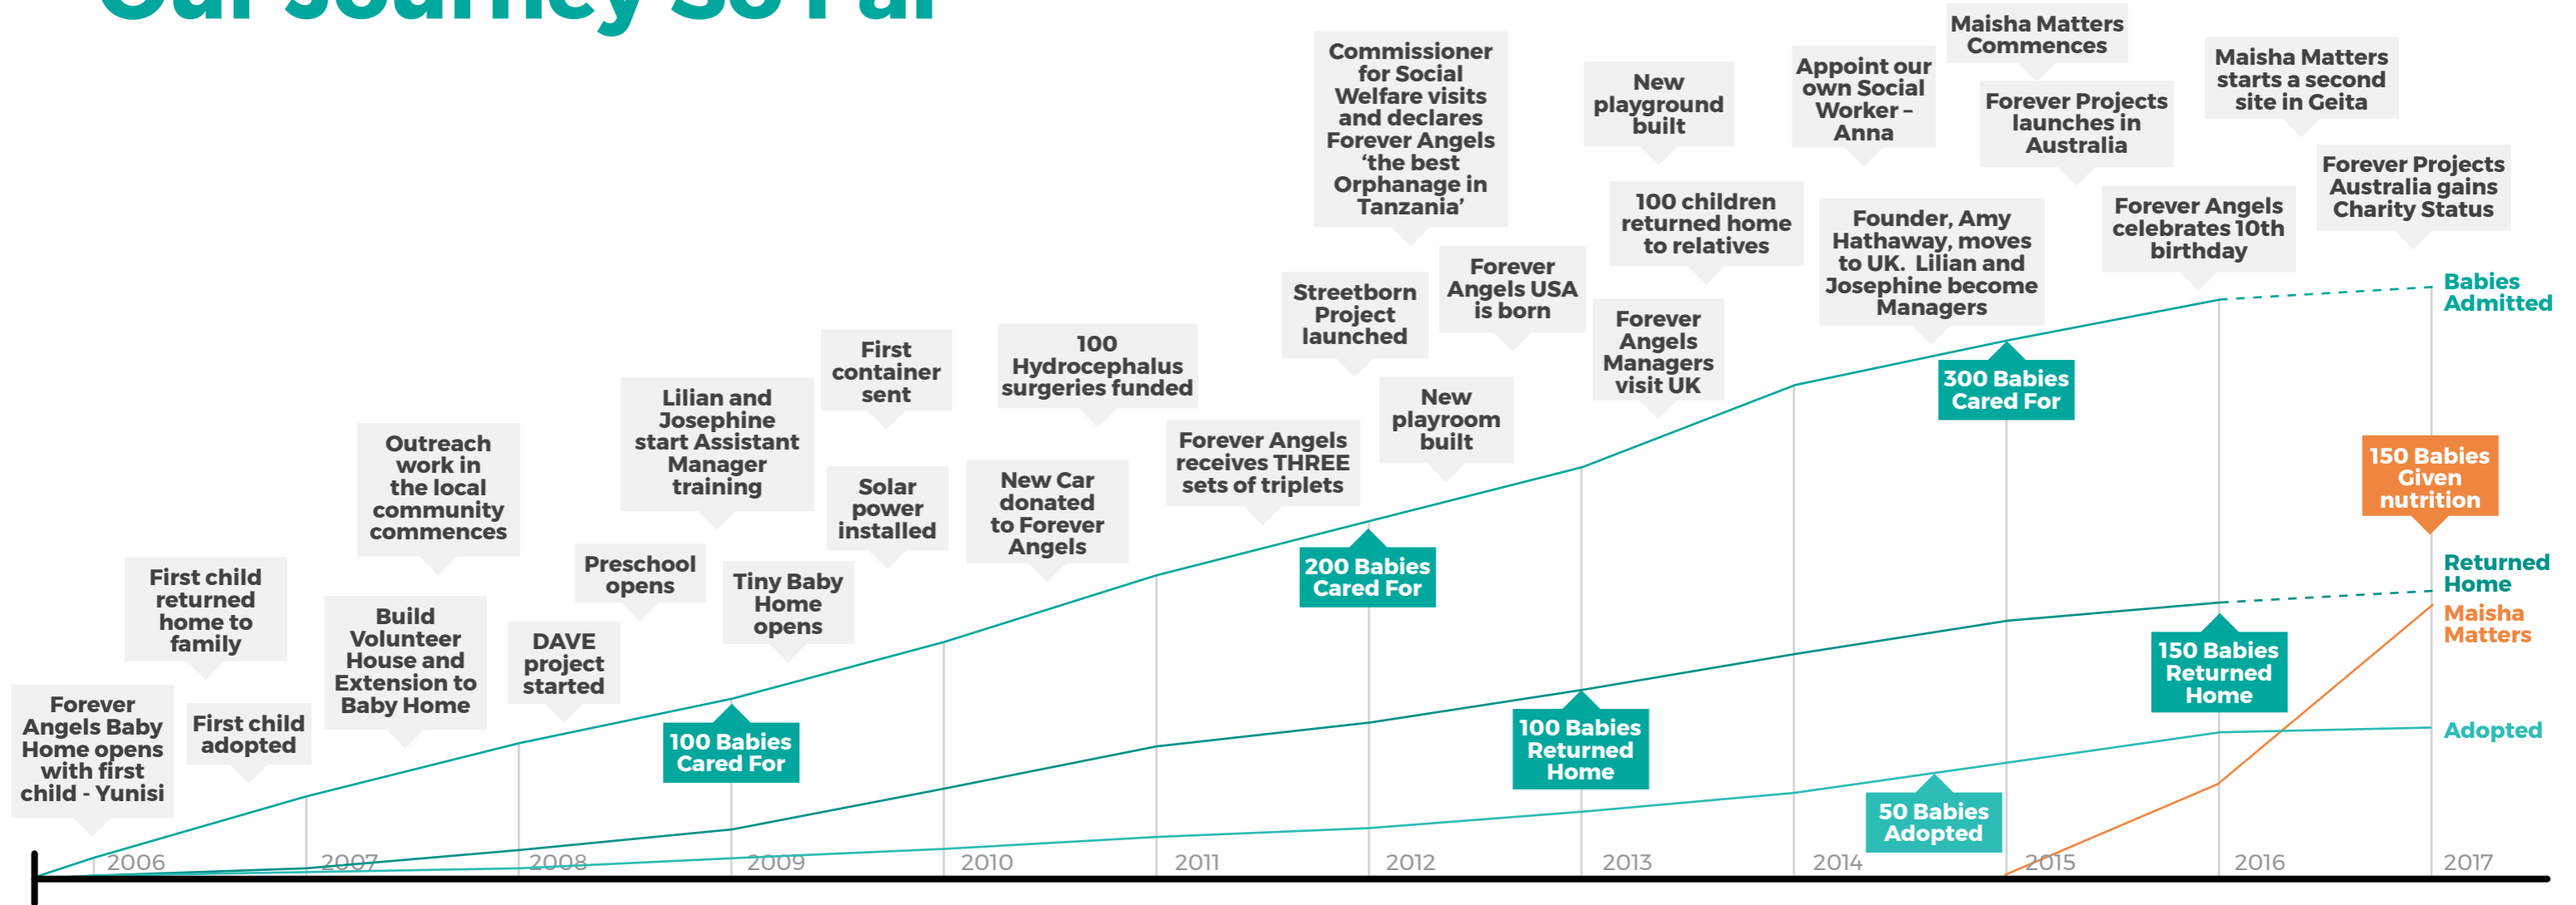 Our Journey So Far
Forever
Angels Baby
Home opens
with first
child - Yunisi
First child
returned
home to
family
First child
adopted
Outreach
work in
the local
community
commences
Build
Volunteer
House and
Extension to
Baby Home
DAVE
project
started
Preschool
opens
Lilian and
Josephine
start Assistant
Manager
training
Tiny Baby
Home
opens
First
container
sent
Solar
power
installed
100
Hydrocephalus
surgeries funded
New Car
donated
to Forever
Angels
Forever Angels
receives THREE
sets of triplets
Commissioner
for Social
Welfare visits
and declares
Forever Angels
‘the best
Orphanage in
Tanzania’
Streetborn
Project
launched
Forever
Angels USA
is born
New
playroom
built
New
playground
built
100 children
returned home
to relatives
Forever
Angels
Managers
visit UK
Appoint our
own Social
Worker –
Anna
Founder, Amy
Hathaway, moves
to UK. Lilian and
Josephine become
Managers
Maisha Matters
Commences
Forever Projects
launches in
Australia
Forever Angels
celebrates 10th
birthday
Maisha Matters
starts a second
site in Geita
Forever Projects
Australia gains
Charity Status
100 Babies
Cared For
200 Babies
Cared For
300 Babies
Cared For
100 Babies
Returned
Home
150 Babies
Returned
Home
50 Babies
Adopted
150 Babies
Given
nutrition
Babies
Admitted
Returned
Home
Maisha
Matters
Adopted
2006
2007
2008
2009
2010
2011
2012
2013
2014
2015
2016
2017